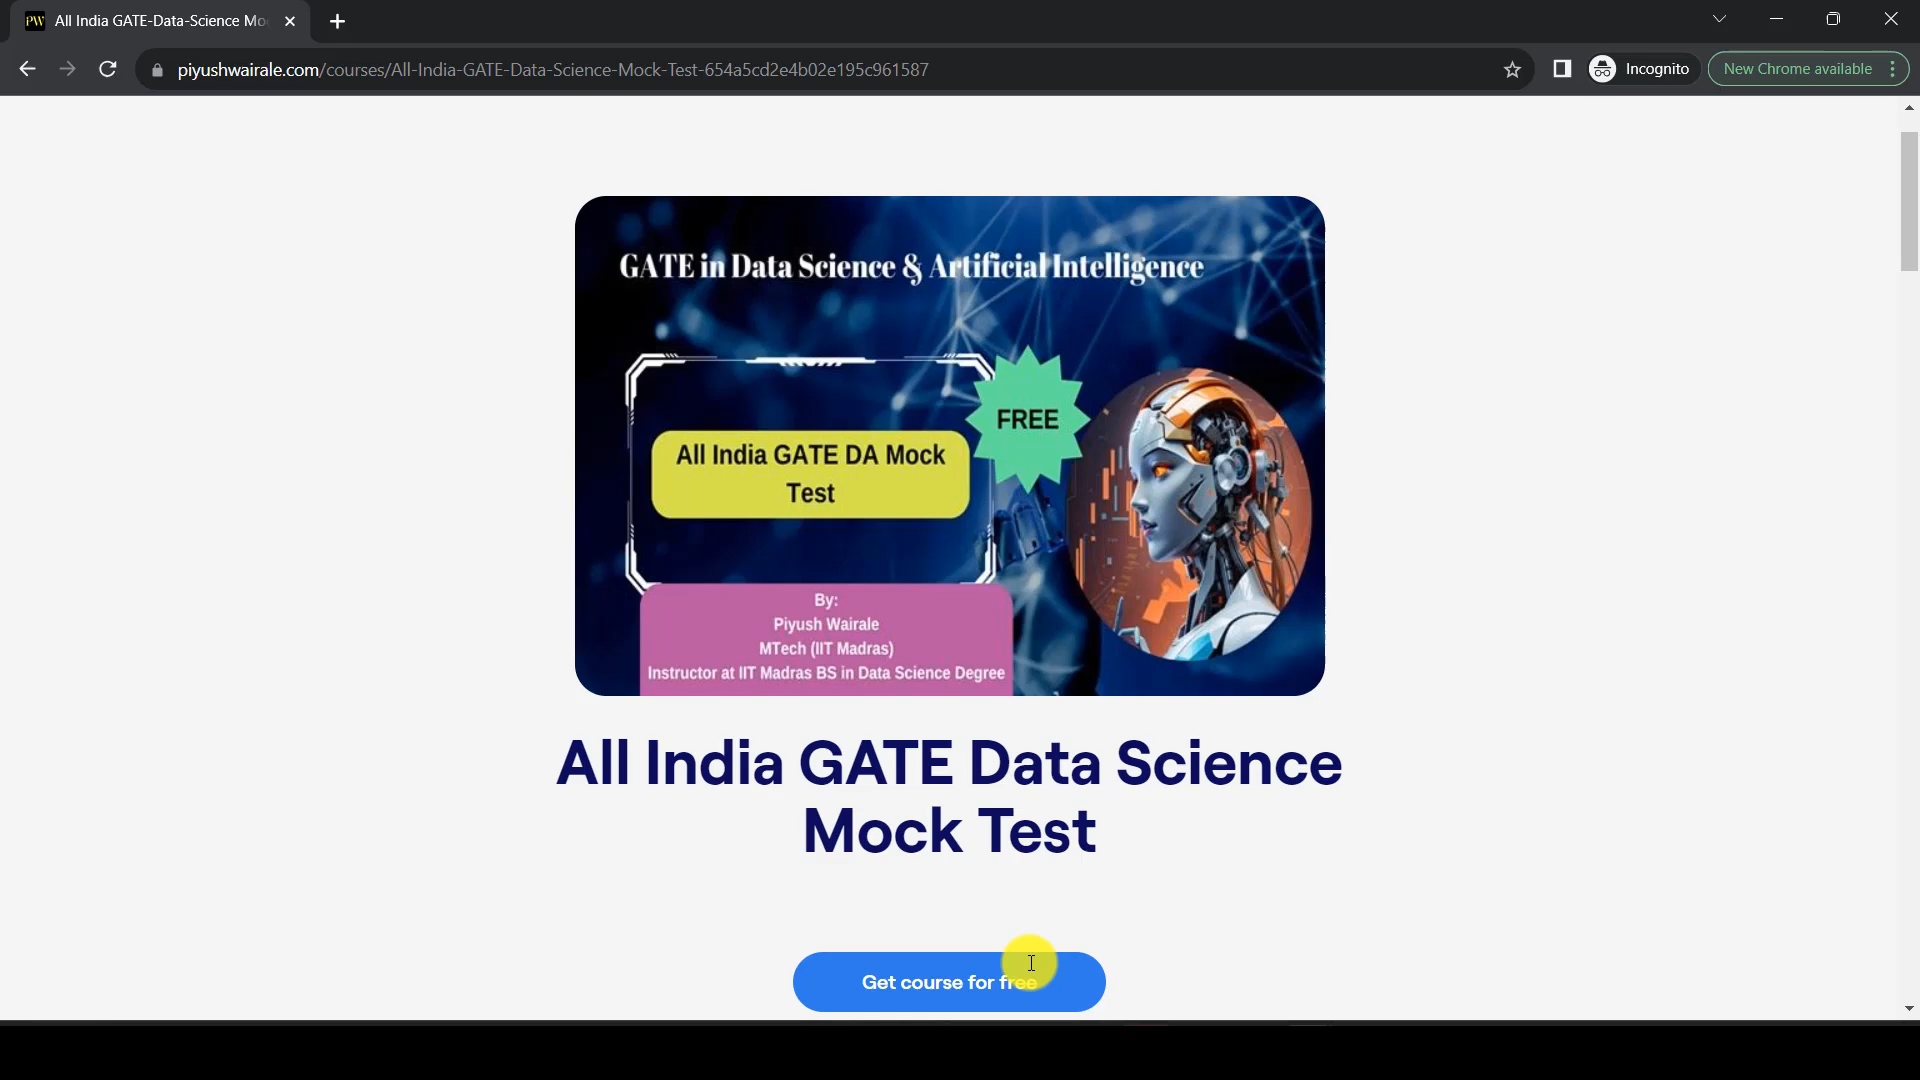 PW All India GATE-Data-Science Mo
piyushwairale.com/courses/All-India-GATE-Data-Science-Mock-Test-654a5cd2e4b02e195c961587
Incognito
New Chrome available
GATE in Data Science & Artificial Intelligence
FREE
All India GATE DA Mock
Test
By:
Piyush Wairale
MTech (IIT Madras)
Instructor at IIT Madras BS in Data Science Degree
All India GATE Data Science
Mock Test
Get course for free